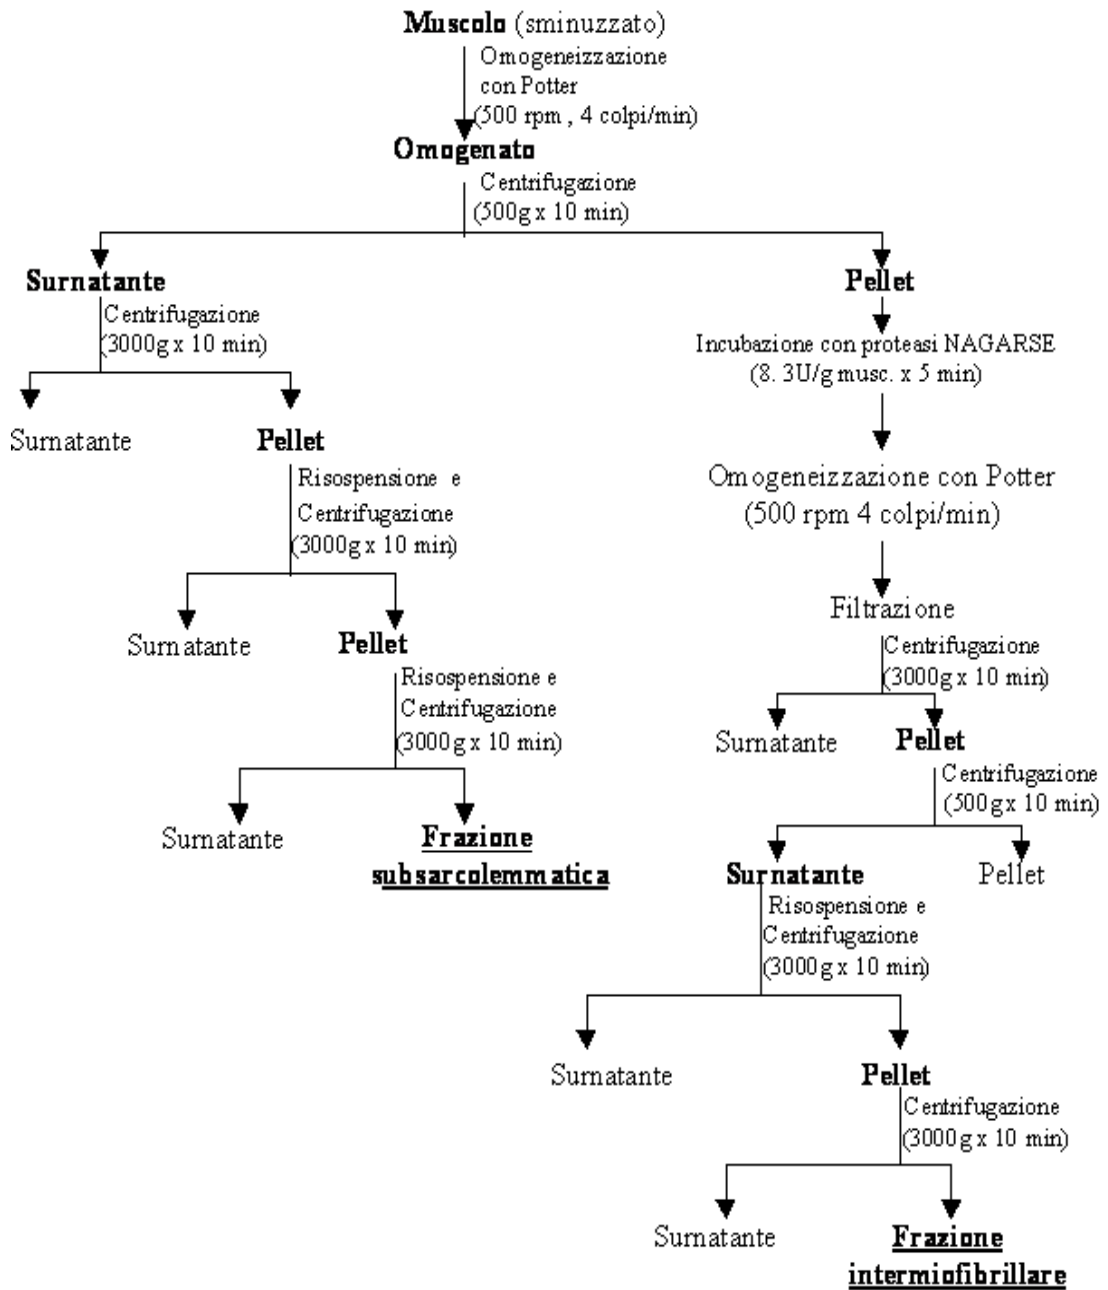 Muscolo (sminuzzato)
Omogeneizzazione
con Potter
(500 rpm , 4 colpi/min)
Omogenato
Centrifugazione
(500g x 10 min)
Surnatante
Centrifugazione
(3000g x 10 min)
Surnatante
Pellet
Risospensione e
Centrifugazione
(3000g x 10 min)
Surnatante
Pellet
Risospensione e
Centrifugazione
(3000g x 10 min)
Surnatante
Frazione
subsarcolemmatica
Pellet
Incubazione con proteasi NAGARSE
(8. 3U/g musc. x 5 min)
Omogeneizzazione con Potter
(500 rpm 4 colpi/min)
Filtrazione
Centrifugazione
(3000g x 10 min)
Surnatante
Pellet
Centrifugazione
(500g x 10 min)
Surnatante
Pellet
Risospensione e
Centrifugazione
(3000g x 10 min)
Surnatante
Pellet
Centrifugazione
(3000g x 10 min)
Surnatante
Frazione
intermiofibrillare